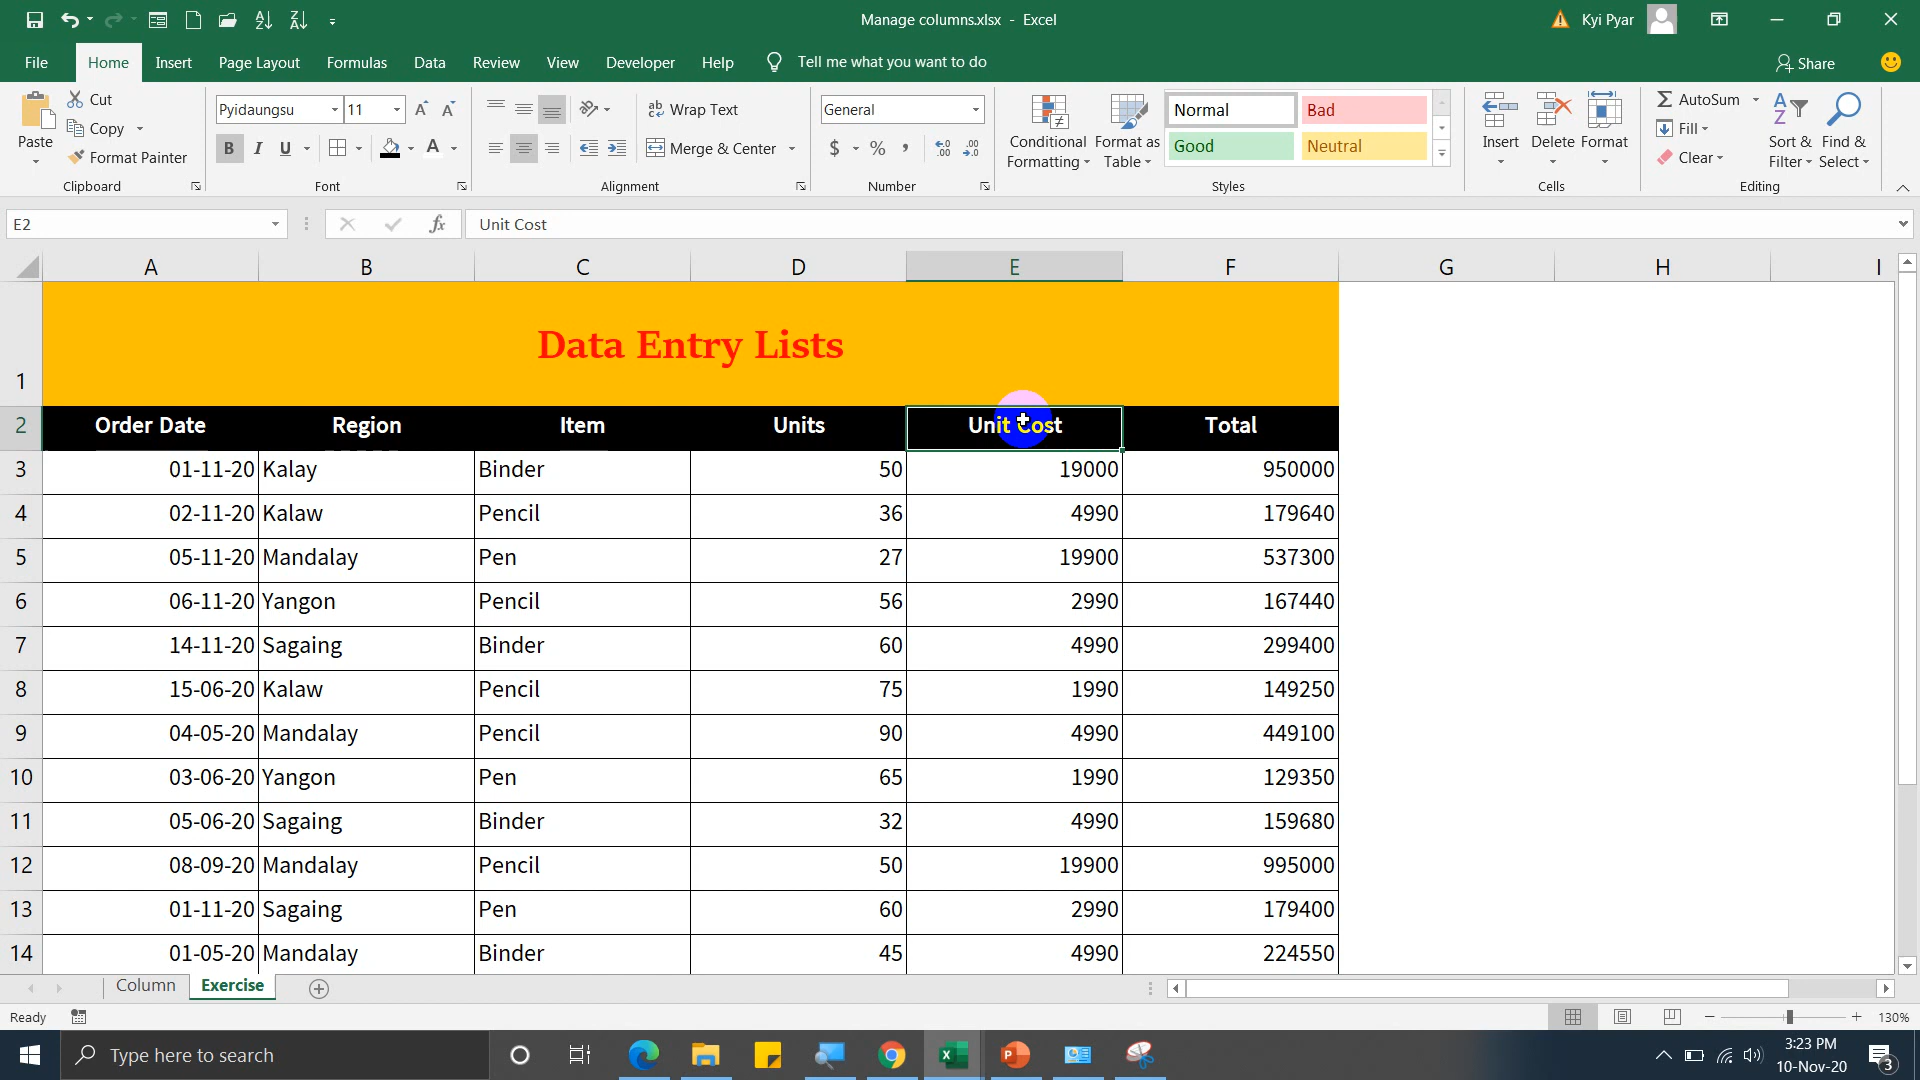 Manage columns.xlsx - Excel
Kyi Pyar
File Home Insert Page Layout Formulas Data Review View Developer Help Tell me what you want to do Share
Paste Cut Copy Format Painter
Clipboard
Pyidaungsu 11
B I U A
Font
Wrap Text
Merge & Center
Alignment
General
$ % ,
Number
Conditional Formatting
Format as Table
Normal Bad
Good Neutral
Styles
Insert Delete Format
Cells
AutoSum
Fill
Clear
Sort & Filter
Find & Select
Editing
E2 fx Unit Cost
A B C D E F G H I
1 Data Entry Lists
2 Order Date Region Item Units Unit Cost Total
3 01-11-20 Kalay Binder 50 19000 950000
4 02-11-20 Kalaw Pencil 36 4990 179640
5 05-11-20 Mandalay Pen 27 19900 537300
6 06-11-20 Yangon Pencil 56 2990 167440
7 14-11-20 Sagaing Binder 60 4990 299400
8 15-06-20 Kalaw Pencil 75 1990 149250
9 04-05-20 Mandalay Pencil 90 4990 449100
10 03-06-20 Yangon Pen 65 1990 129350
11 05-06-20 Sagaing Binder 32 4990 159680
12 08-09-20 Mandalay Pencil 50 19900 995000
13 01-11-20 Sagaing Pen 60 2990 179400
14 01-05-20 Mandalay Binder 45 4990 224550
Column Exercise
Ready 130%
Type here to search
3:23 PM
10-Nov-20
3